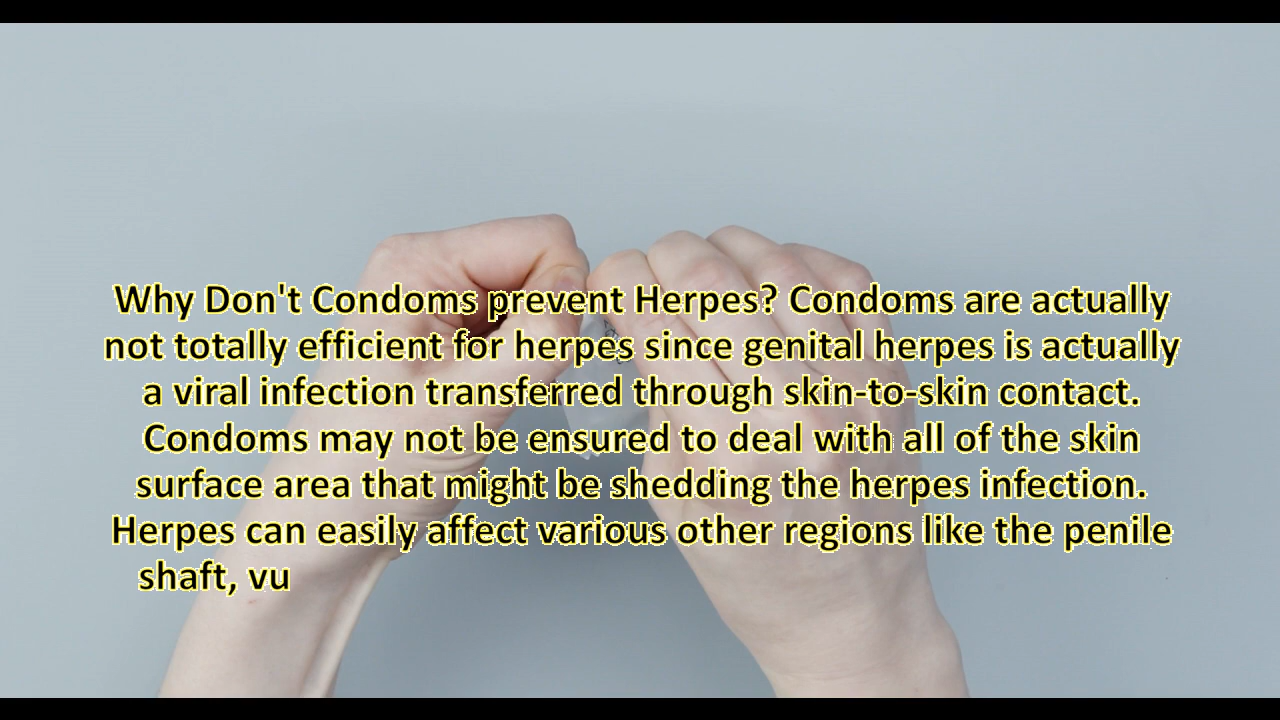 Why Don't Condoms prevent Herpes? Condoms are actually
not totally efficient for herpes since genital herpes is actually
a viral infection transferred through skin-to-skin contact.
Condoms may not be ensured to deal with all of the skin
surface area that might be shedding the herpes infection.
Herpes can easily affect various other regions like the penile
shaft, vu